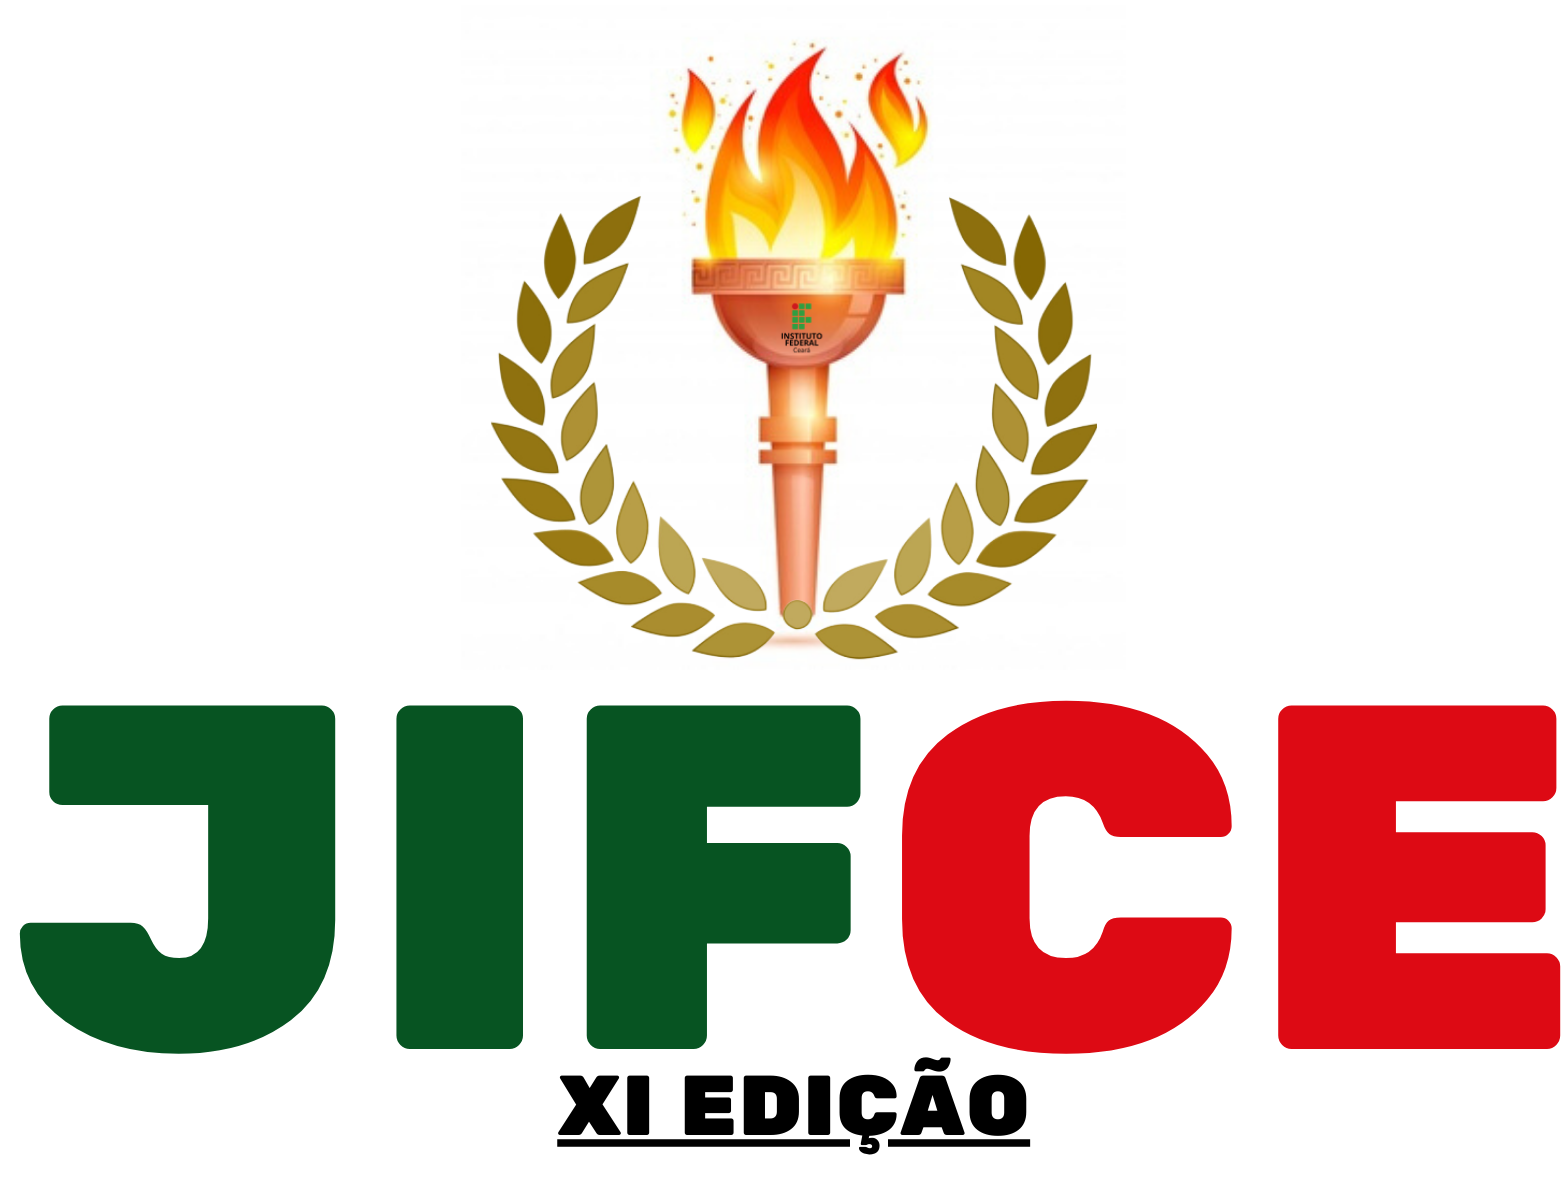 INSTITUTO
FEDERAL
Ceará
JIFCE
XI EDIÇÃO